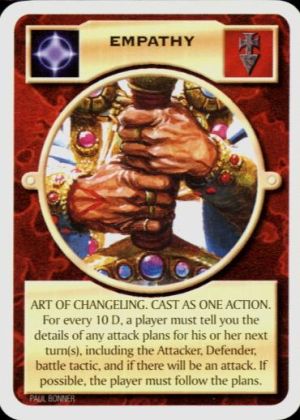 EMPATHY
ART OF CHANGELING. CAST AS ONE ACTION.
For every 10 D, a player must tell you the
details of any attack plans for his or her next
turn(s), including the Attacker, Defender,
battle tactic, and if there will be an attack. If
possible, the player must follow the plans.
PAUL BONNER